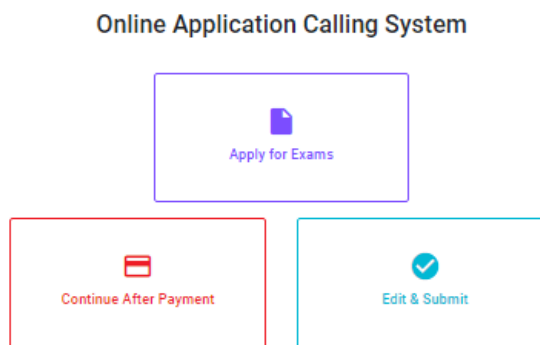 Online Application Calling System
Apply for Exams
Continue After Payment
Edit & Submit